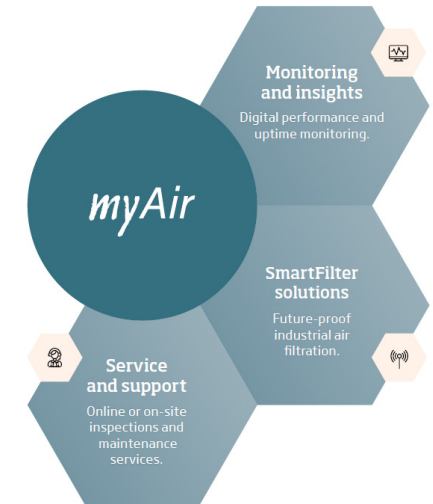 Monitoring
and insights
Digital performance and
uptime monitoring.
myAir
SmartFilter
solutions
Future-proof
industrial air
filtration.
Service
and support
Online or on-site
inspections and
maintenance
services.